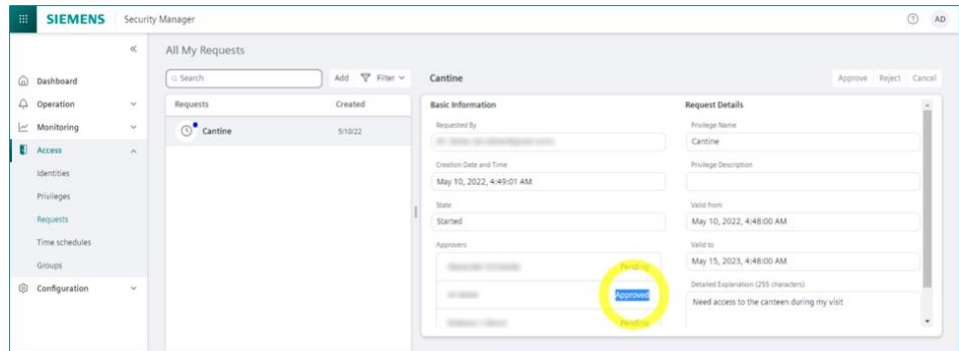 SIEMENS Security Manager AD
All My Requests
Dashboard
Operation
Monitoring
Access
Identities
Privileges
Requests
Time schedules
Groups
Configuration
Search Add Filter
Requests Created
Cantine 5/10/22
Cantine Approve Reject Cancel
Basic Information
Requested By
Creation Date and Time
May 10, 2022, 4:49:01 AM
State
Started
Approvers
Pending
Approved
Pending
Request Details
Privilege Name
Cantine
Privilege Description
Valid from
May 10, 2022, 4:48:00 AM
Valid to
May 15, 2023, 4:48:00 AM
Detailed Explanation (255 characters)
Need access to the canteen during my visit